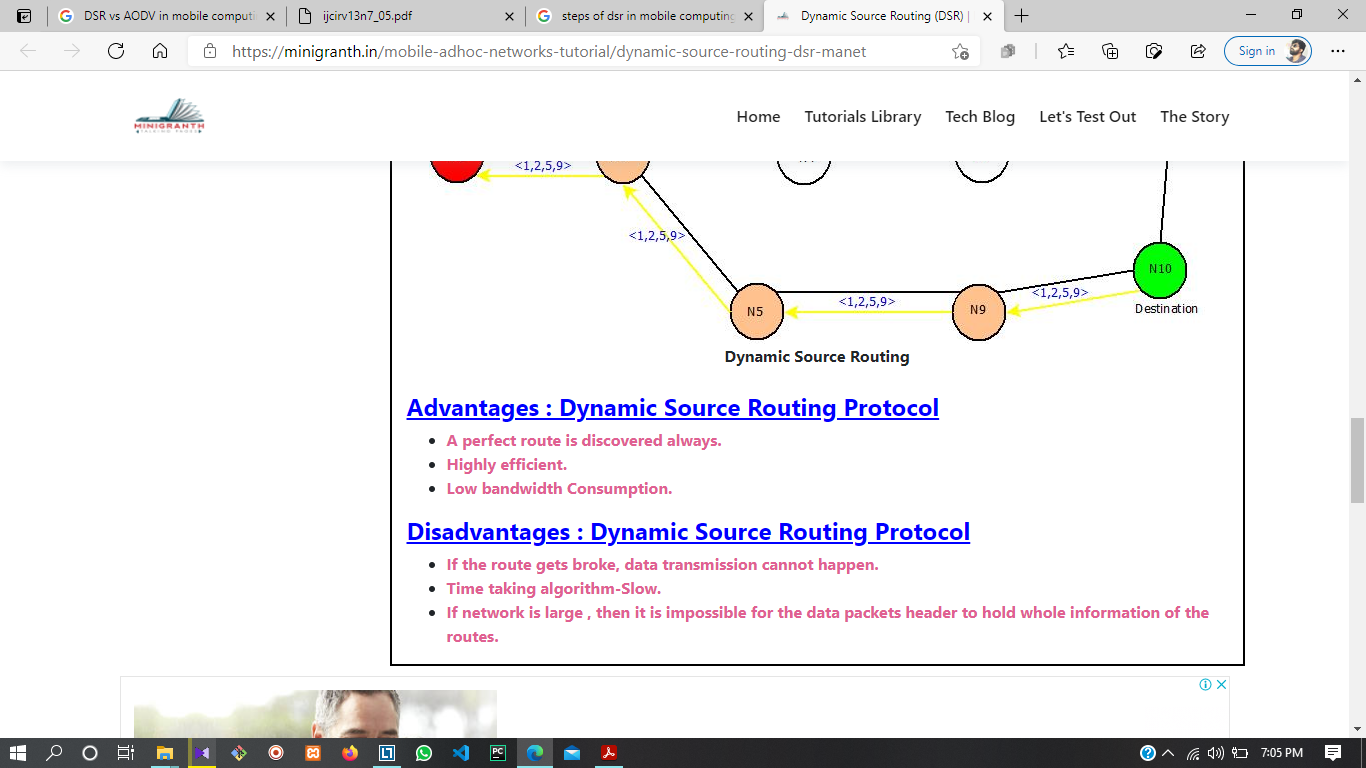 DSR vs AODV in mobile computi
ijcirv13n7_05.pdf
steps of dsr in mobile computing
Dynamic Source Routing (DSR) |
https://minigranth.in/mobile-adhoc-networks-tutorial/dynamic-source-routing-dsr-manet
Sign in
MINIGRANTH
Home
Tutorials Library
Tech Blog
Let's Test Out
The Story
<1,2,5,9>
<1,2,5,9>
N10
<1,2,5,9>
<1,2,5,9>
N5
N9
Destination
Dynamic Source Routing
Advantages : Dynamic Source Routing Protocol
• A perfect route is discovered always.
• Highly efficient.
• Low bandwidth Consumption.
Disadvantages : Dynamic Source Routing Protocol
• If the route gets broke, data transmission cannot happen.
• Time taking algorithm-Slow.
• If network is large , then it is impossible for the data packets header to hold whole information of the
routes.
7:05 PM